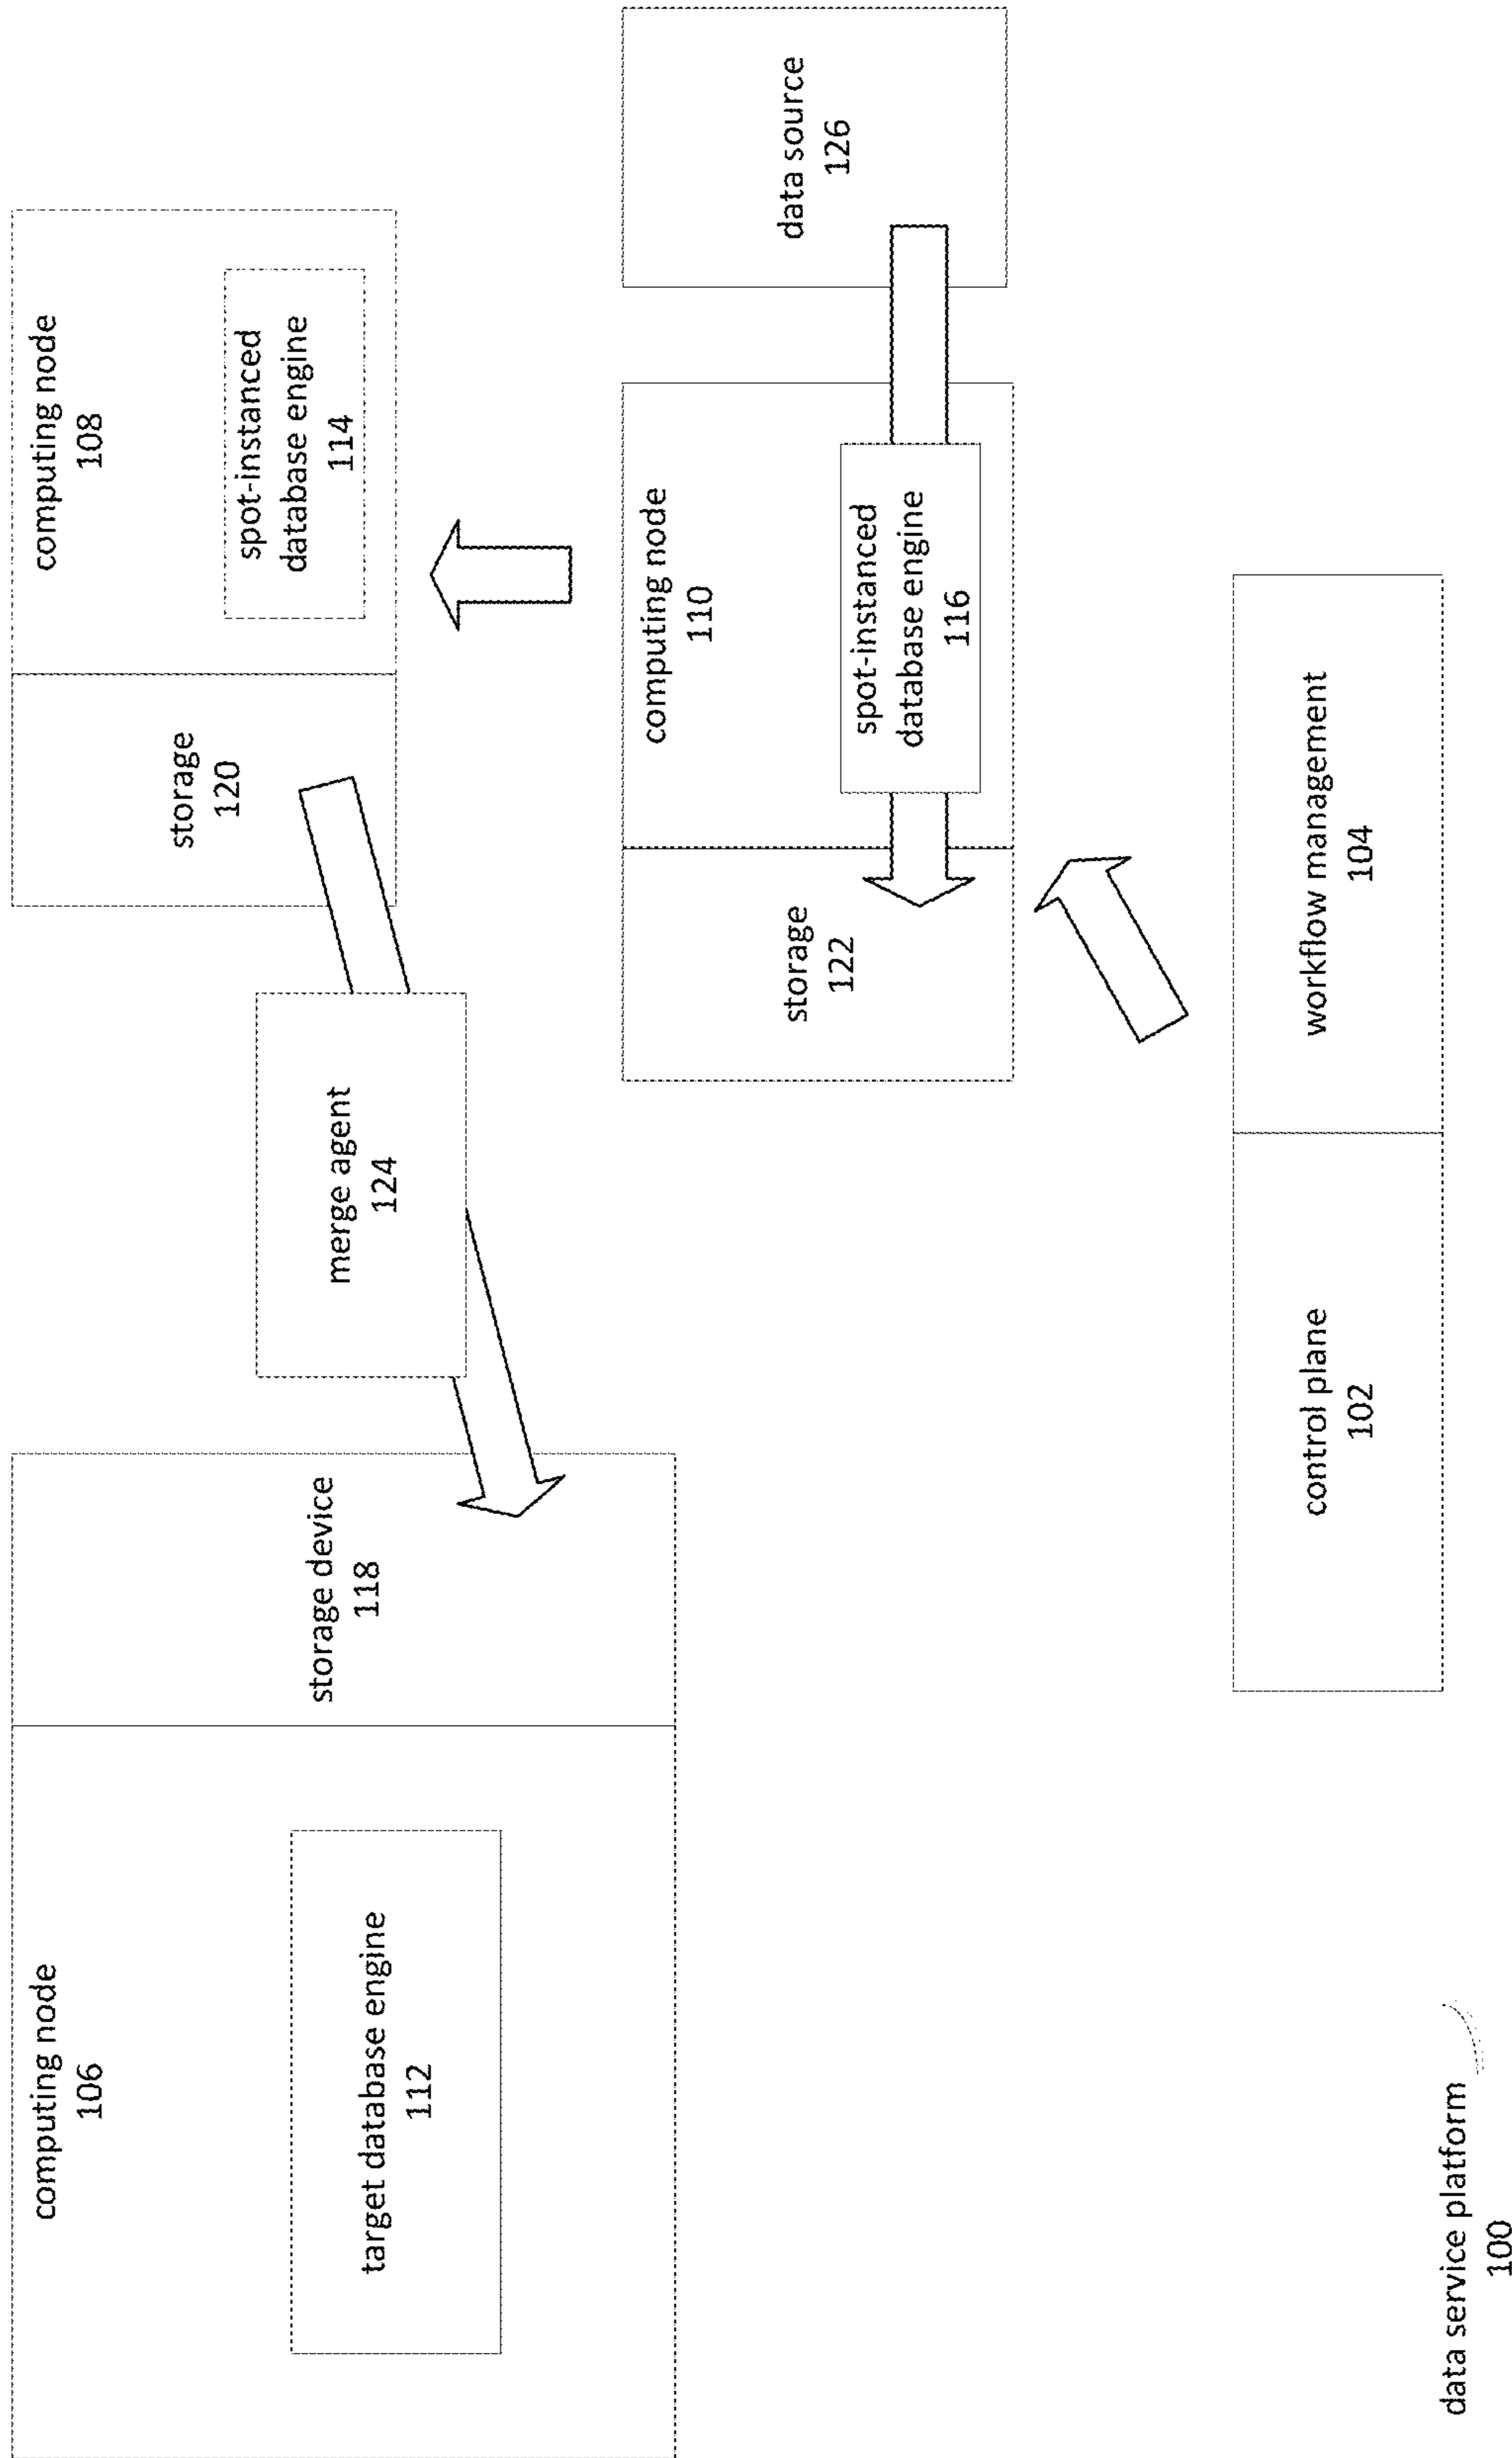 computing node
106
target database engine
112
storage device
118
merge agent
124
storage
120
computing node
108
spot-instanced
database engine
114
storage
122
computing node
110
spot-instanced
database engine
116
data source
126
control plane
102
workflow management
104
data service platform
100